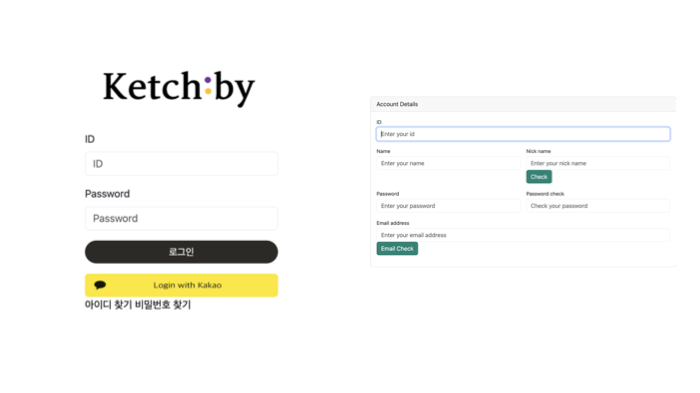 Ketch:by
ID
ID
Password
Password
로그인
Login with Kakao
아이디 찾기 비밀번호 찾기
Account Details
ID
Enter your id
Name
Nick name
Enter your name
Enter your nick name
Check
Password
Password check
Enter your password
Check your password
Email address
Enter your email address
Email Check